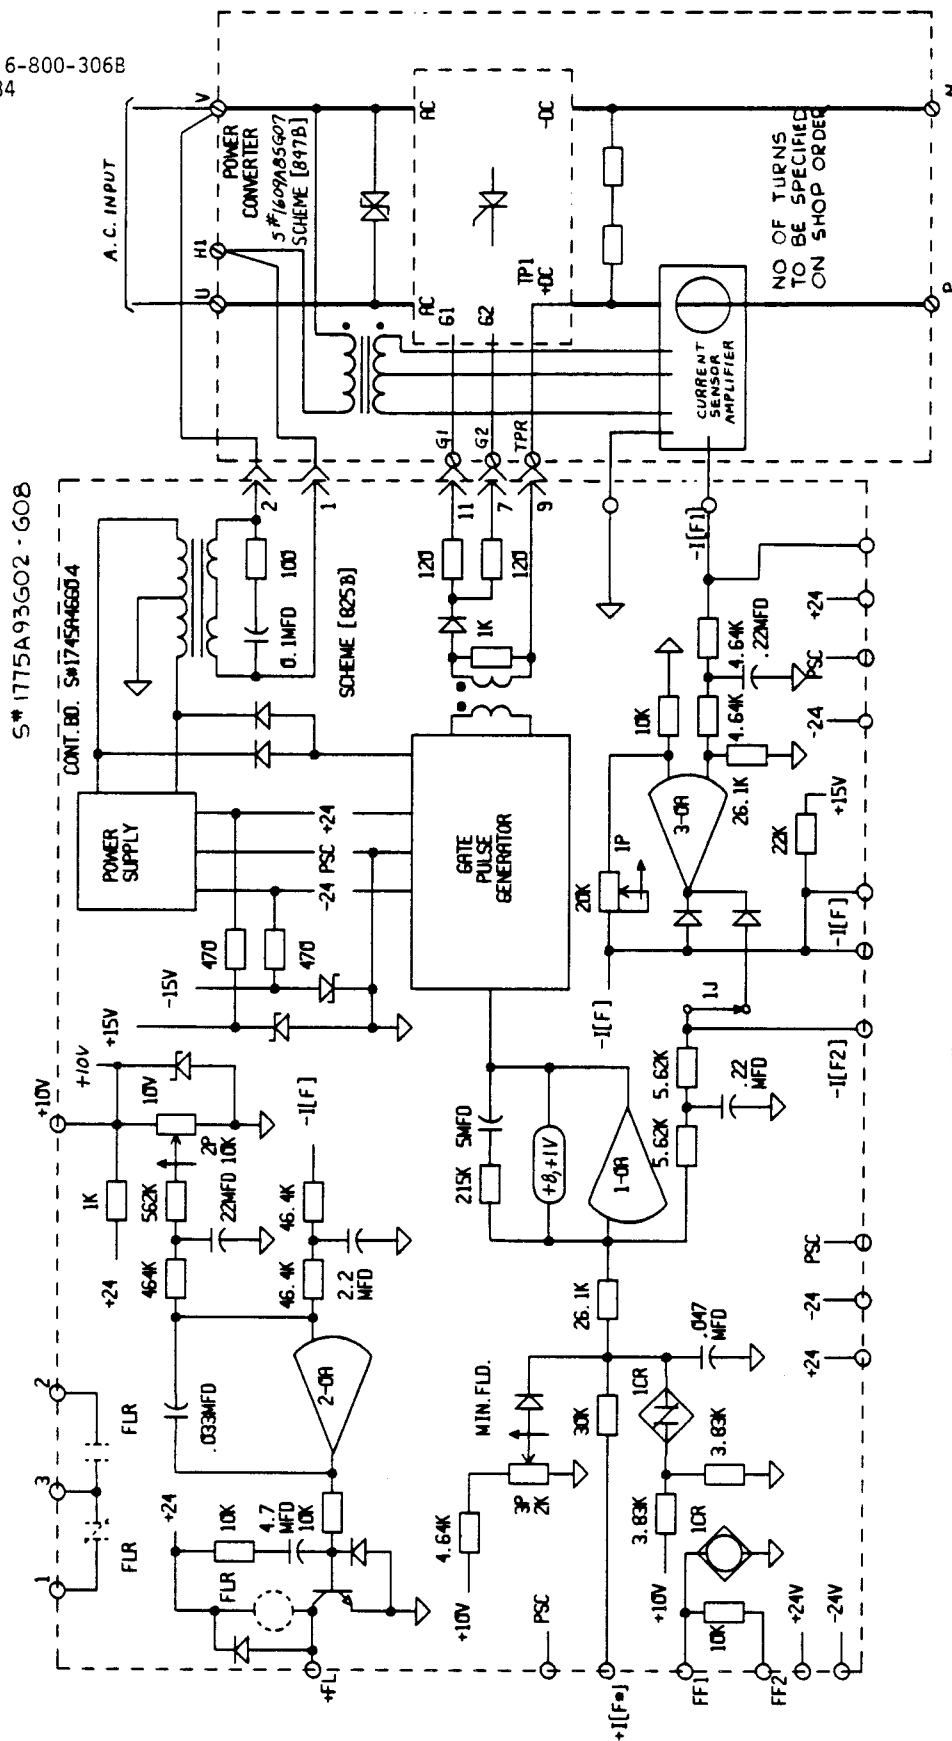 6-800-306B
84
S# 1775A93G02-G08
A.C. INPUT
V
H1
U
POWER
CONVERTER
S#1609A85G07
SCHEME [847B]
AC
AC
-DC
TP1
+DC
G1
G2
NO OF TURNS
TO BE SPECIFIED
ON SHOP ORDER
CURRENT
SENSOR
AMPLIFIER
CONT. BD. S#1745A46G04
2
1
100
0.1MFD
SCHEME [825B]
G1
G2
TPR
11
7
9
120
120
1K
POWER
SUPPLY
+24
PSC
-24
470
470
-15V
+15V
GATE
PULSE
GENERATOR
-I[F1]
+24
PSC
-24
4.64K
.22MFD
4.64K
10K
26.1K
3-OA
1P
20K
22K
+15V
-I[F]
-I[F]
1J
-I[F2]
5.62K
.22
MFD
5.62K
5MFD
215K
+8,+1V
1-OA
+10V
+10V
10V
2P
10K
1K
+24
562K
22MFD
464K
-I[F]
46.4K
46.4K
2.2
MFD
2-OA
.033MFD
2
3
1
FLR
FLR
+24
10K
4.7
MFD
10K
FLR
+FL
PSC
-24
+24
26.1K
.047
MFD
MIN.FLD.
30K
1CR
3.83K
3P
2K
4.64K
+10V
PSC
+I[F*]
3.83K
+10V
1CR
10K
FF1
FF2
+24V
-24V